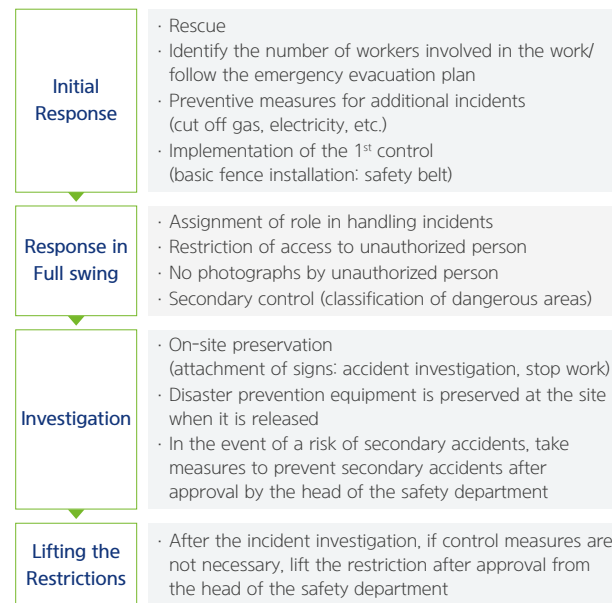 Initial
Response
· Rescue
· Identify the number of workers involved in the work/
follow the emergency evacuation plan
· Preventive measures for additional incidents
(cut off gas, electricity, etc.)
· Implementation of the 1st control
(basic fence installation: safety belt)
Response in
Full swing
· Assignment of role in handling incidents
· Restriction of access to unauthorized person
· No photographs by unauthorized person
· Secondary control (classification of dangerous areas)
Investigation
· On-site preservation
(attachment of signs: accident investigation, stop work)
· Disaster prevention equipment is preserved at the site
when it is released
· In the event of a risk of secondary accidents, take
measures to prevent secondary accidents after
approval by the head of the safety department
Lifting the
Restrictions
· After the incident investigation, if control measures are
not necessary, lift the restriction after approval from
the head of the safety department